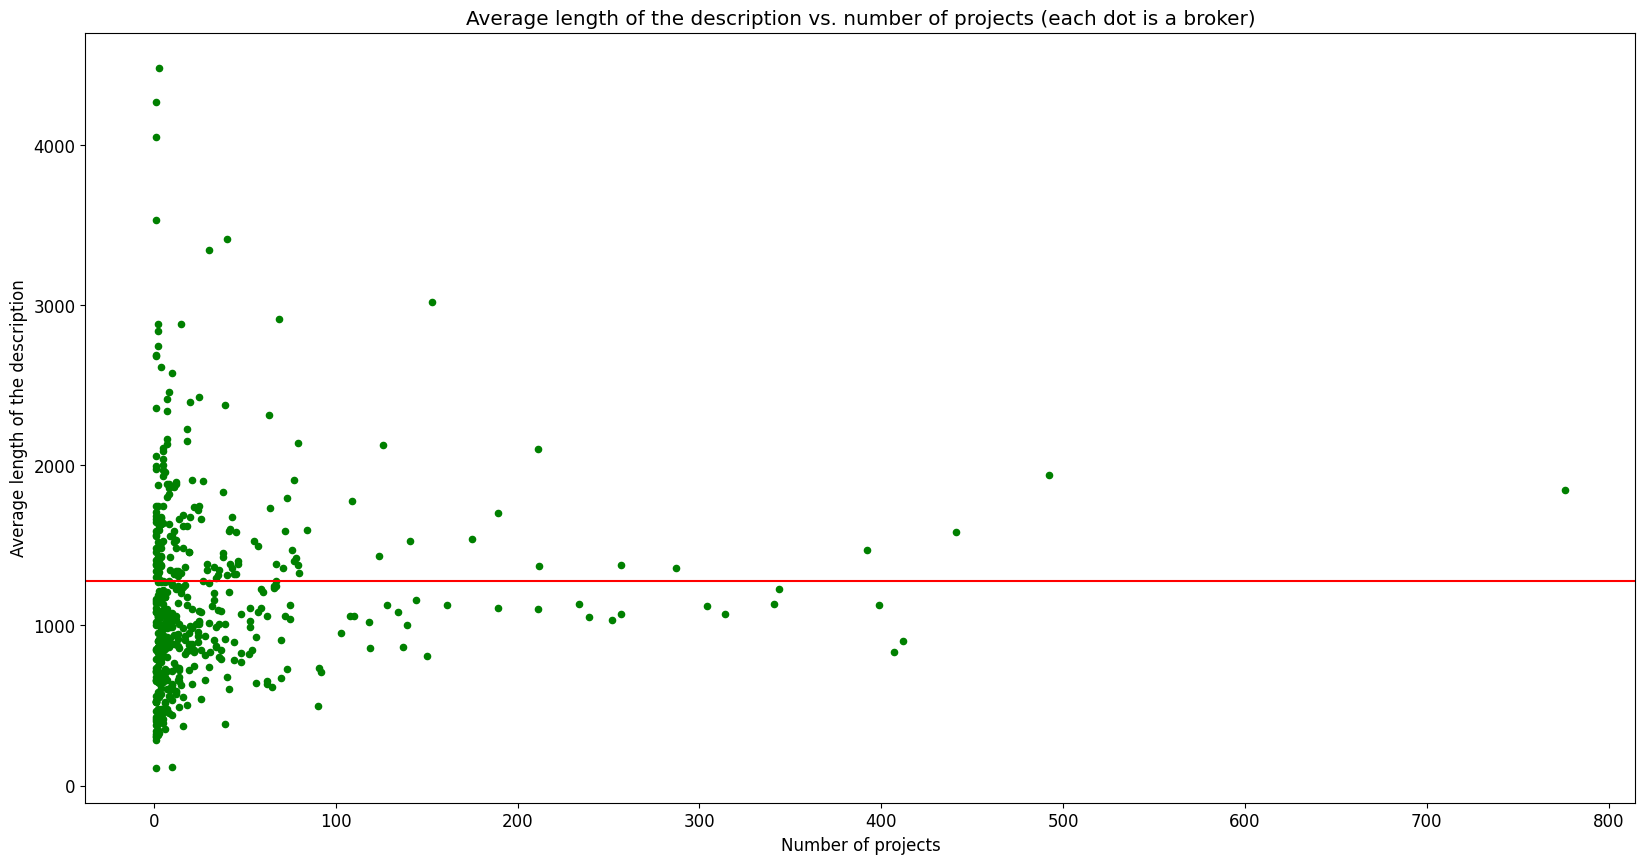 Average length of the description vs. number of projects (each dot is a broker)
Average length of the description
4000
3000
2000
1000
0
0 100 200 300 400 500 600 700 800
Number of projects